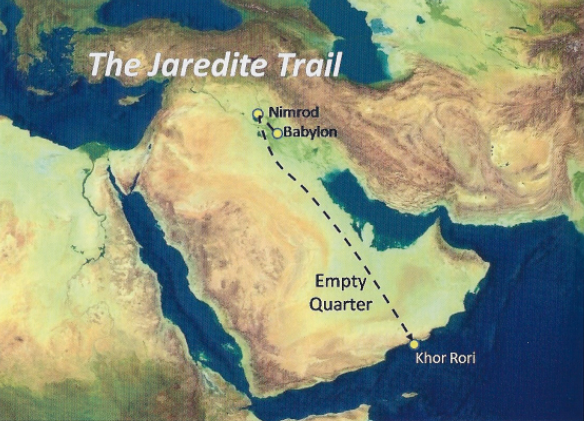 The Jaredite Trail
Nimrod
Babylon
Empty
Quarter
Khor Rori